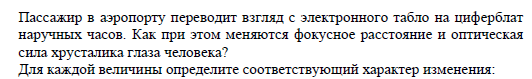 Пассажир в аэропорту переводит взгляд с электронного табло на циферблат
наручных часов. Как при этом меняются фокусное расстояние и оптическая
сила хрусталика глаза человека?
Для каждой величины определите соответствующий характер изменения: